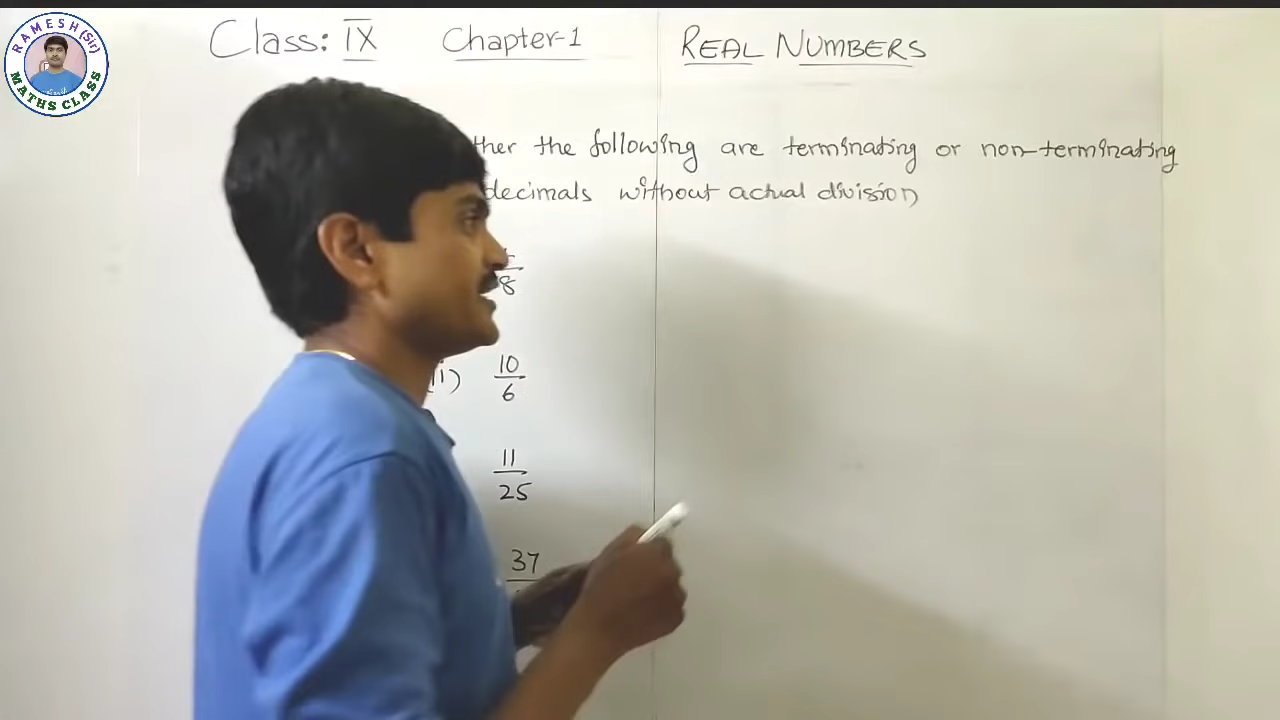 RAMESH (Sir)
MATHS CLASS
Class: IX Chapter-1 REAL NUMBERS
the following are terminating or non-terminating
decimals without actual division
8
10
6
11
25
37